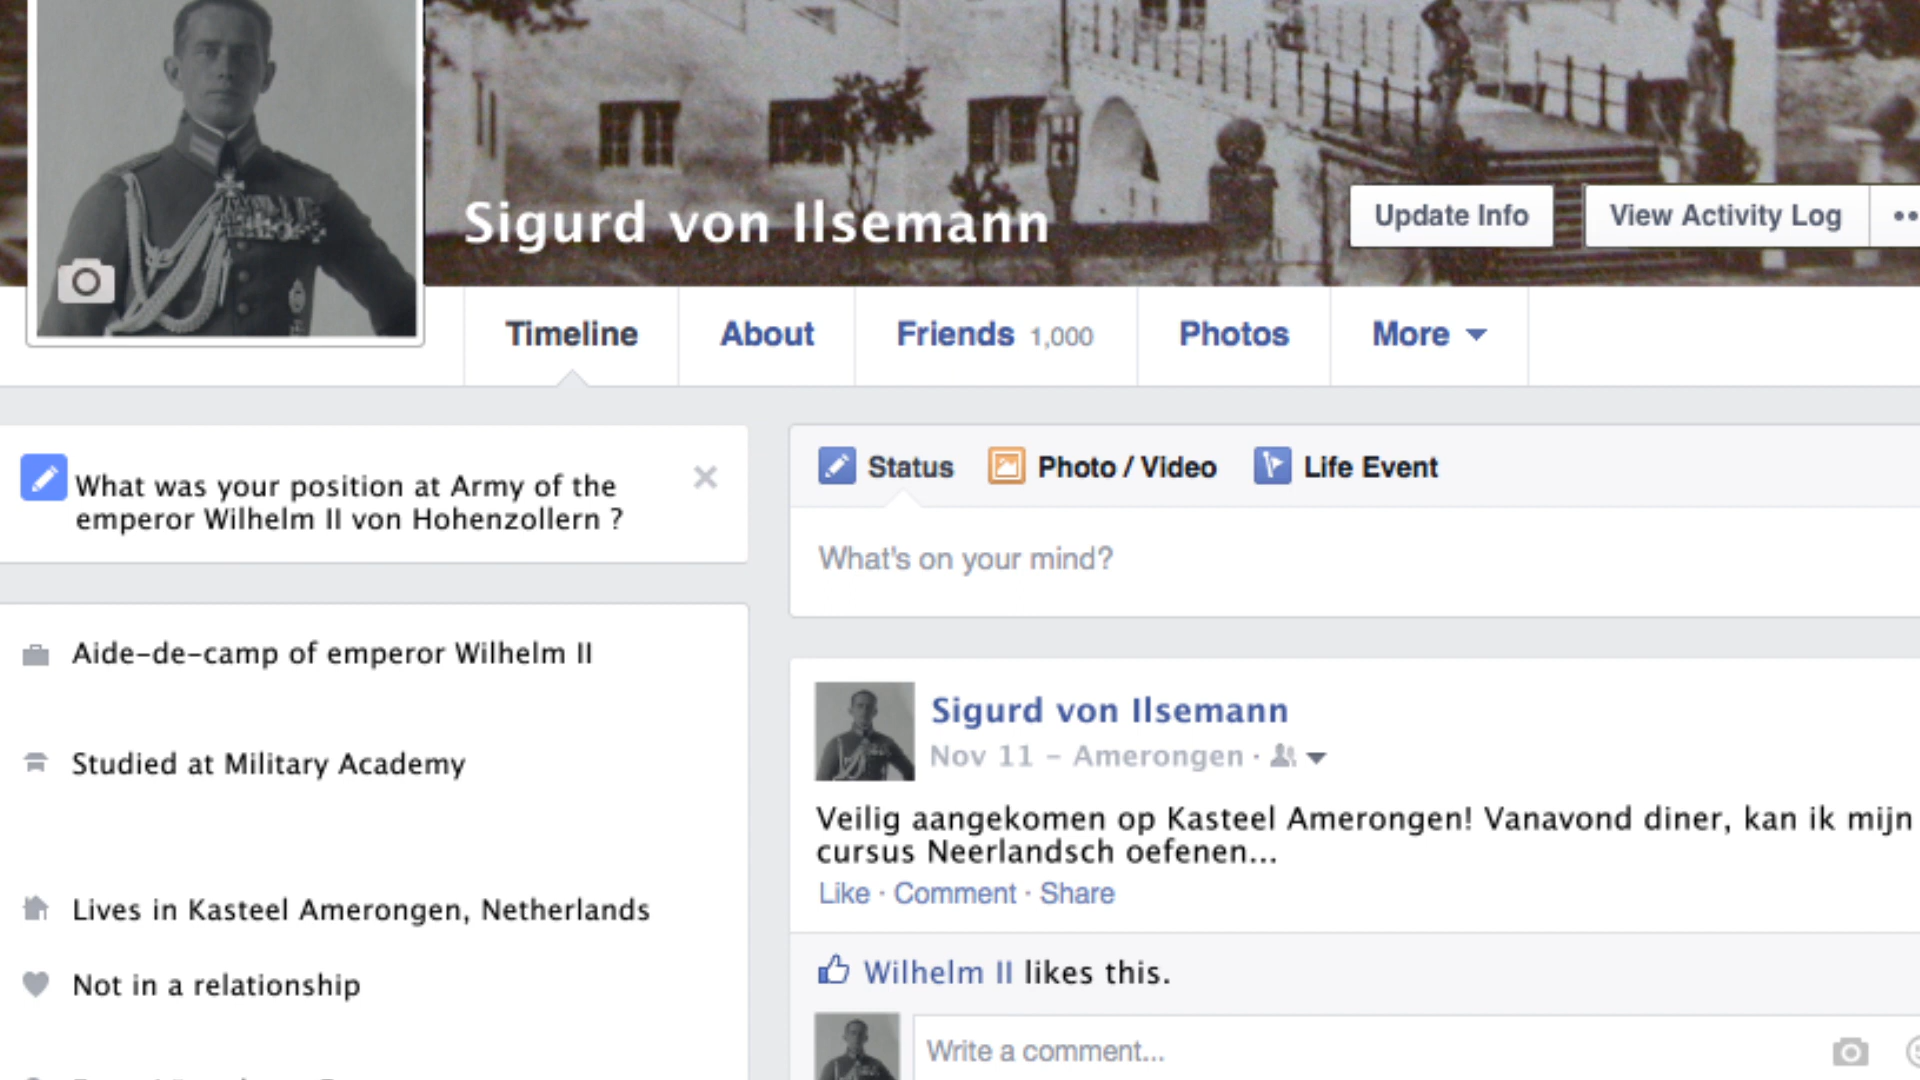 Sigurd von Ilsemann
Update Info
View Activity Log
Timeline
About
Friends 1,000
Photos
More
What was your position at Army of the
emperor Wilhelm II von Hohenzollern ?
Aide-de-camp of emperor Wilhelm II
Studied at Military Academy
Lives in Kasteel Amerongen, Netherlands
Not in a relationship
Status
Photo / Video
Life Event
What's on your mind?
Sigurd von Ilsemann
Nov 11 – Amerongen ·
Veilig aangekomen op Kasteel Amerongen! Vanavond diner, kan ik mijn
cursus Neerlandsch oefenen...
Like · Comment · Share
Wilhelm II likes this.
Write a comment...